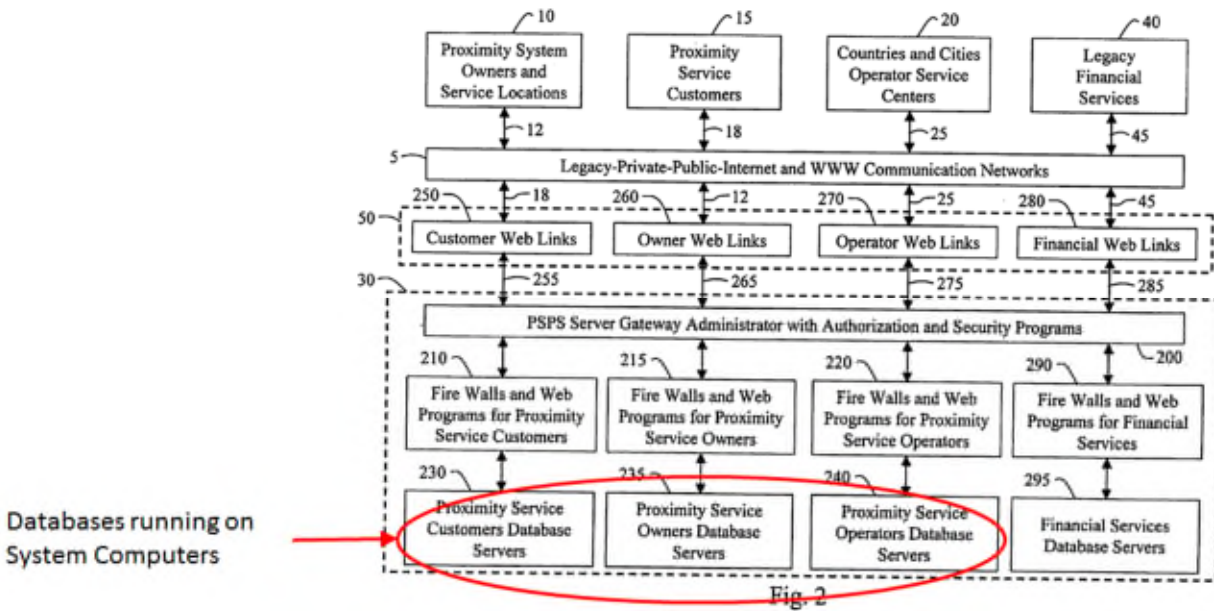 10
15
20
40
Proximity System
Owners and
Service Locations
Proximity
Service
Customers
Countries and Cities
Operator Service
Centers
Legacy
Financial
Services
12
18
25
45
5
Legacy-Private-Public-Internet and WWW Communication Networks
250
18
260
12
270
25
280
45
50
Customer Web Links
Owner Web Links
Operator Web Links
Financial Web Links
30
255
265
275
285
PSPS Server Gateway Administrator with Authorization and Security Programs
200
210
215
220
290
Fire Walls and Web
Programs for Proximity
Service Customers
Fire Walls and Web
Programs for Proximity
Service Owners
Fire Walls and Web
Programs for Proximity
Service Operators
Fire Walls and Web
Programs for Financial
Services
230
235
240
295
Proximity Service
Customers Database
Servers
Proximity Service
Owners Database
Servers
Proximity Service
Operators Database
Servers
Financial Services
Database Servers
Databases running on
System Computers
Fig. 2